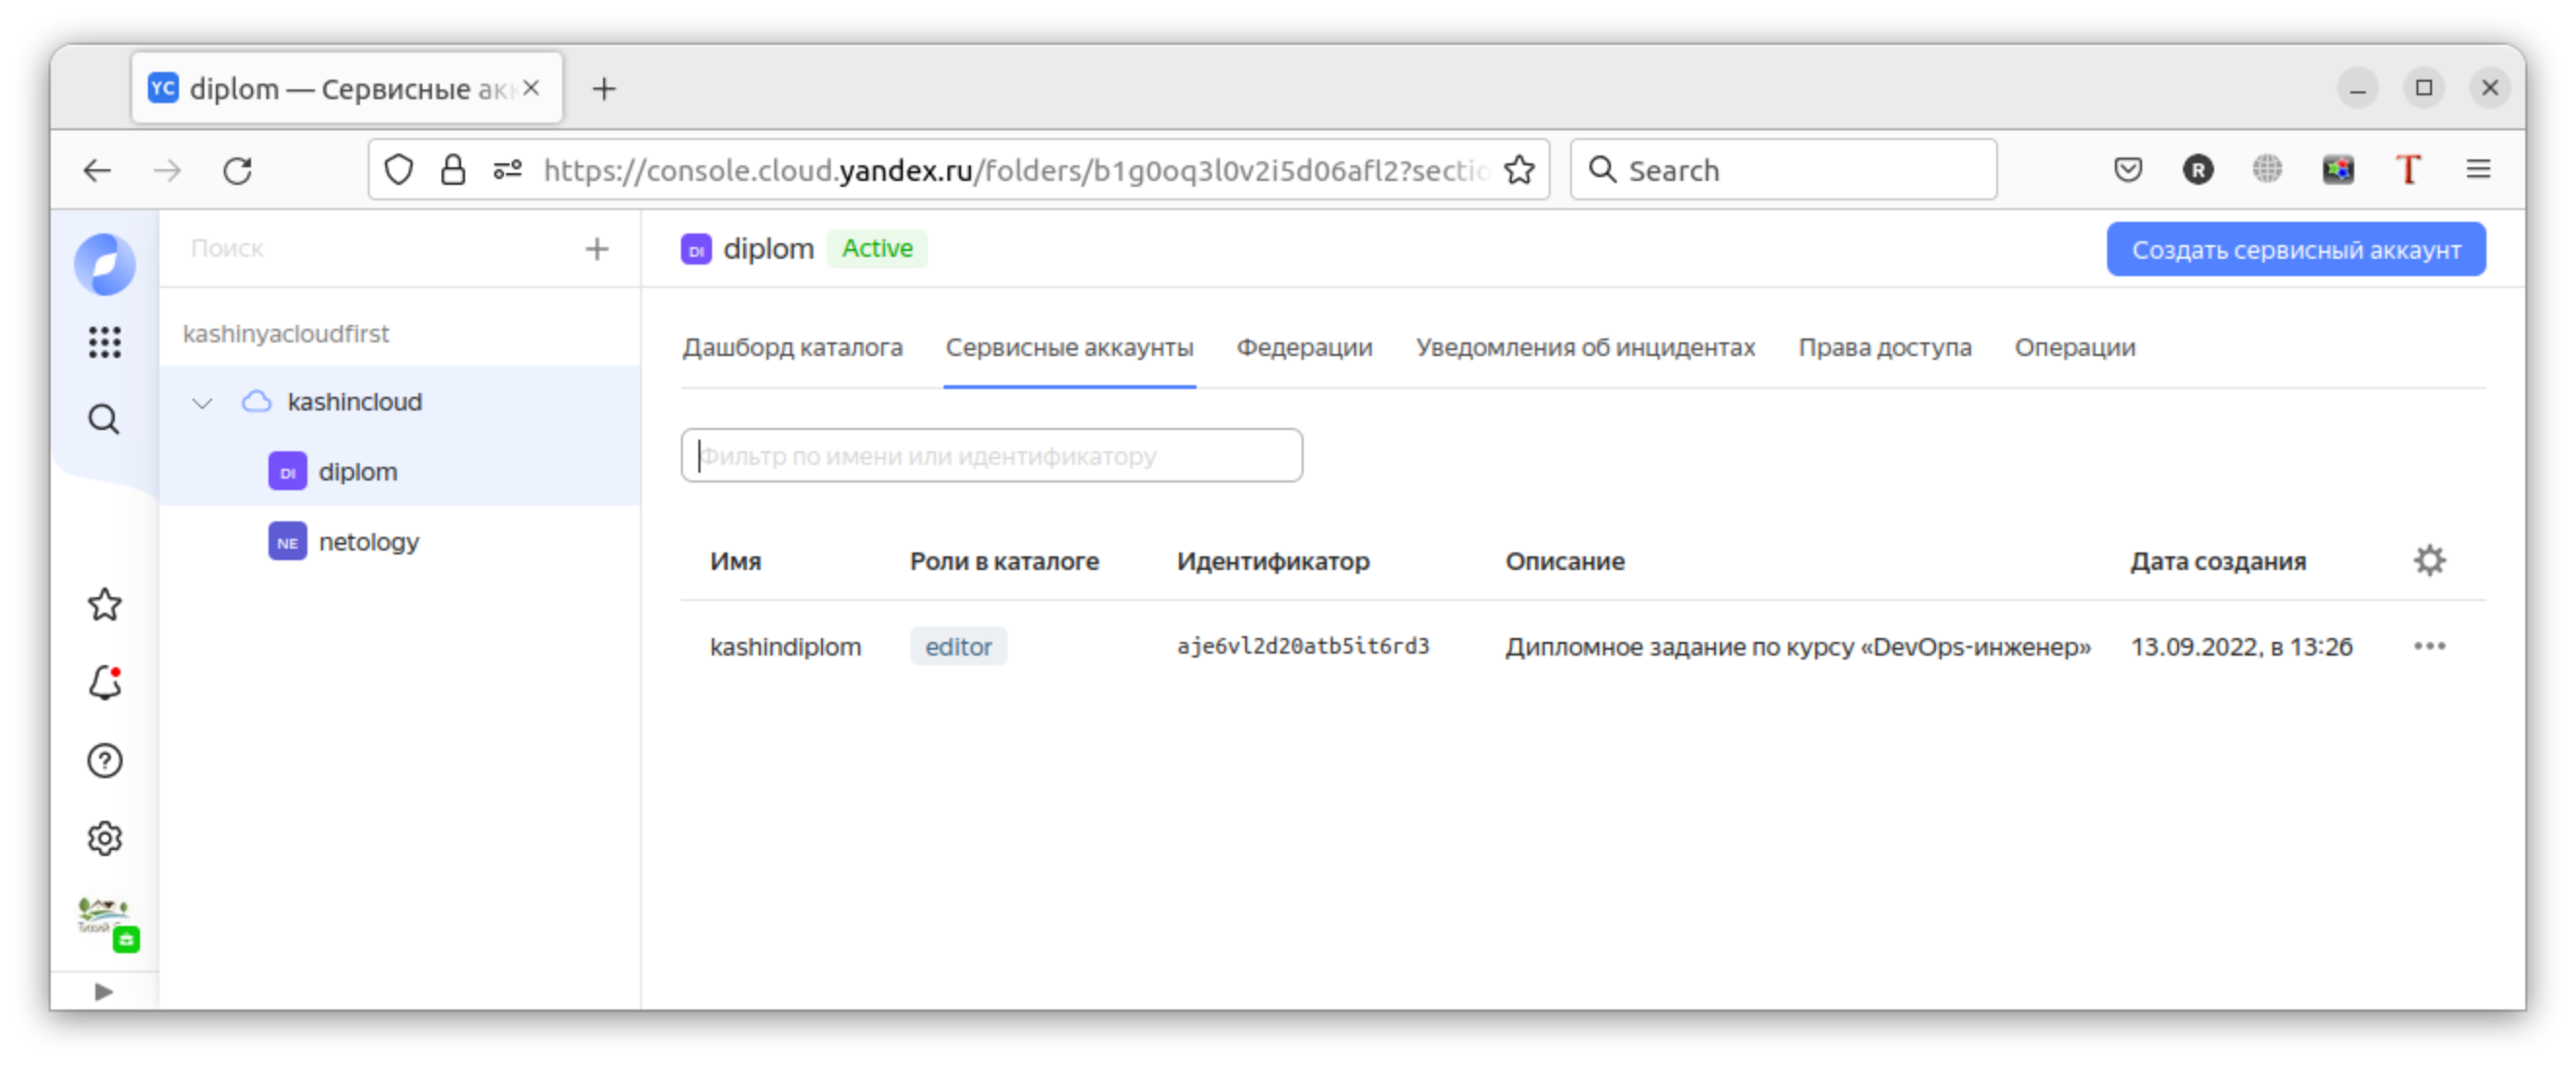 YC diplom — Сервисные акк
https://console.cloud.yandex.ru/folders/b1g0oq3l0v2i5d06afl2?sectio
Search
R
T
Поиск
DI diplom Active
Создать сервисный аккаунт
kashinyacloudfirst
kashincloud
DI diplom
NE netology
Дашборд каталога Сервисные аккаунты Федерации Уведомления об инцидентах Права доступа Операции
Фильтр по имени или идентификатору
Имя Роли в каталоге Идентификатор Описание Дата создания
kashindiplom editor aje6vl2d20atb5it6rd3 Дипломное задание по курсу «DevOps-инженер» 13.09.2022, в 13:26
Тихий